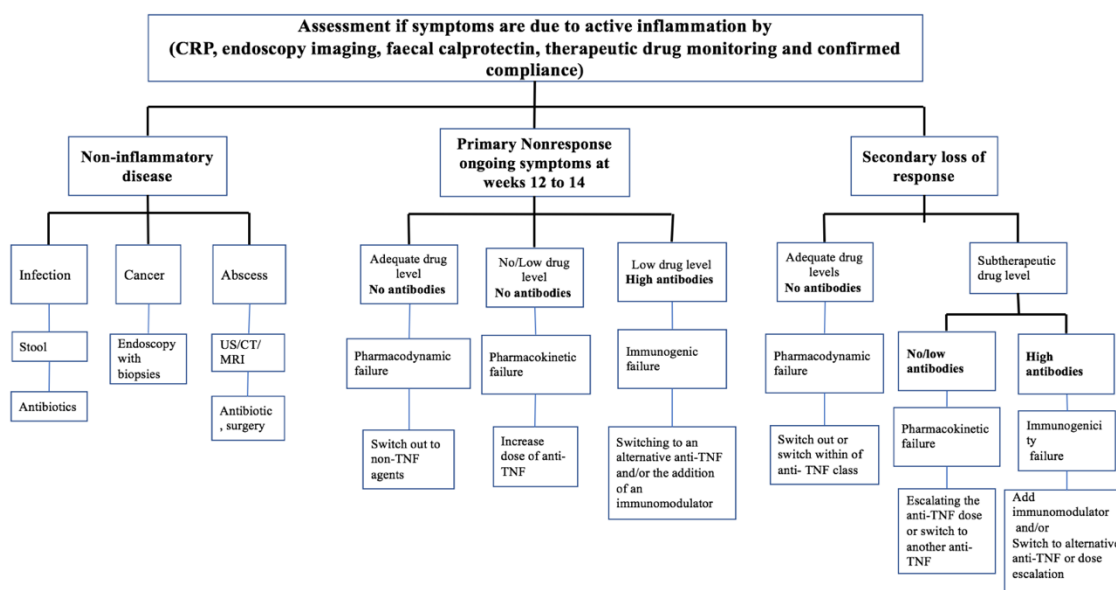 Assessment if symptoms are due to active inflammation by
(CRP, endoscopy imaging, faecal calprotectin, therapeutic drug monitoring and confirmed
compliance)
Non-inflammatory
disease
Primary Nonresponse
ongoing symptoms at
weeks 12 to 14
Secondary loss of
response
Infection
Cancer
Abscess
Adequate drug
level
No antibodies
No/Low drug
level
No antibodies
Low drug level
High antibodies
Adequate drug
levels
No antibodies
Subtherapeutic
drug level
Stool
Endoscopy
with
biopsies
US/CT/
MRI
Pharmacodynamic
failure
Pharmacokinetic
failure
Immunogenic
failure
Pharmacodynamic
failure
No/low
antibodies
High
antibodies
Antibiotics
Antibiotic
, surgery
Switch out to
non-TNF
agents
Increase
dose of anti-
TNF
Switching to an
alternative anti-TNF
and/or the addition
of an
immunomodulator
Switch out or
switch within of
anti- TNF class
Pharmacokinetic
failure
Immunogenici
ty
failure
Escalating the
anti-TNF dose
or switch to
another anti-
TNF
Add
immunomodulator
and/or
Switch to alternative
anti-TNF or dose
escalation